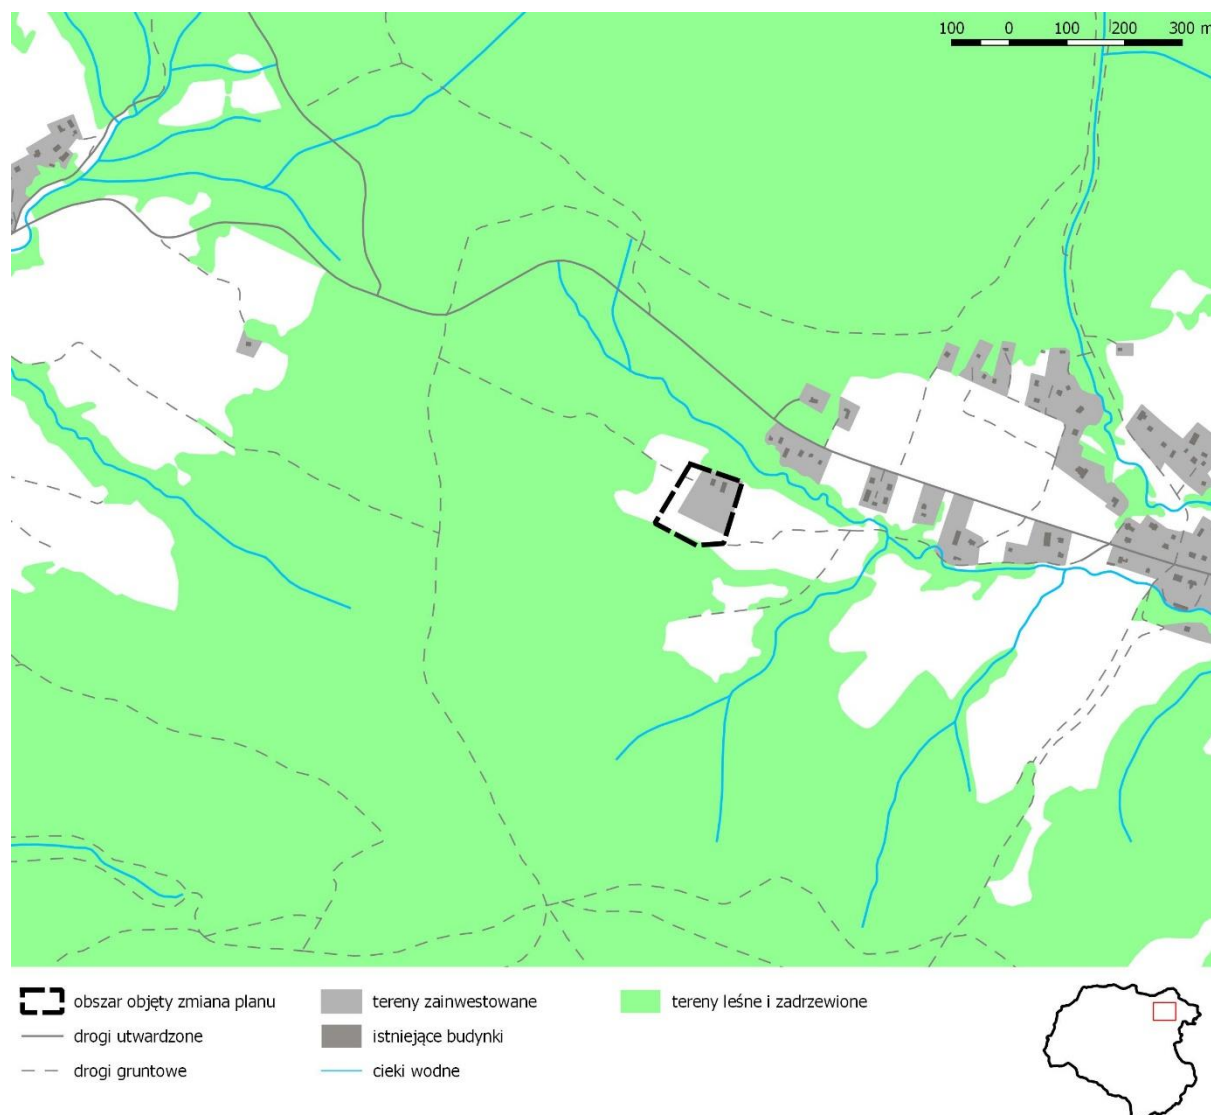 100 0 100 200 300 m
obszar objęty zmiana planu
tereny zainwestowane
tereny leśne i zadrzewione
drogi utwardzone
istniejące budynki
drogi gruntowe
cieki wodne